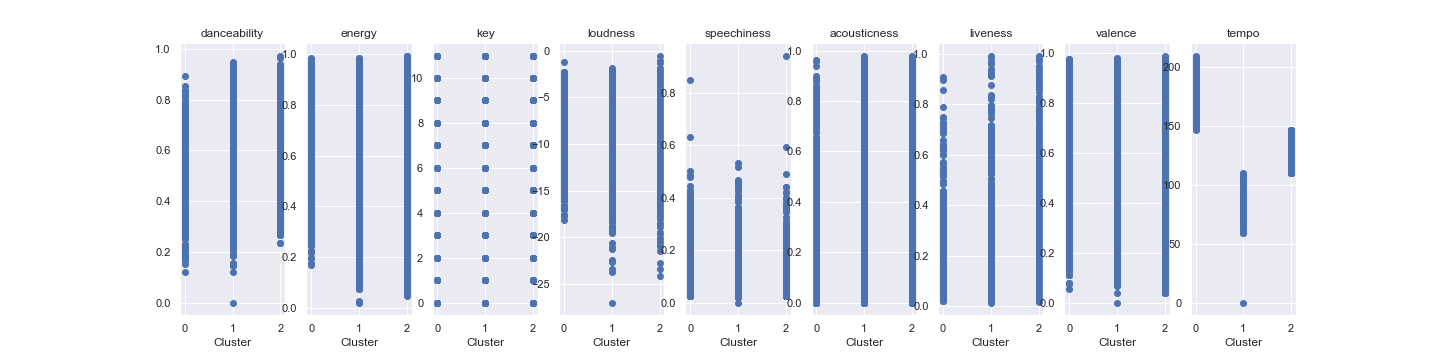 danceability energy key loudness speechiness acousticness liveness valence tempo
1.0 0.8 0.6 0.4 0.2 0.0
1.0 0.8 0.6 0.4 0.2 0.0
10 8 6 4 2 0
0 −5 −10 −15 −20 −25
0.8 0.6 0.4 0.2 0.0
1.0 0.8 0.6 0.4 0.2 0.0
1.0 0.8 0.6 0.4 0.2 0.0
1.0 0.8 0.6 0.4 0.2 0.0
200 150 100 50 0
0 1 2 0 1 2 0 1 2 0 1 2 0 1 2 0 1 2 0 1 2 0 1 2 0 1 2
Cluster Cluster Cluster Cluster Cluster Cluster Cluster Cluster Cluster